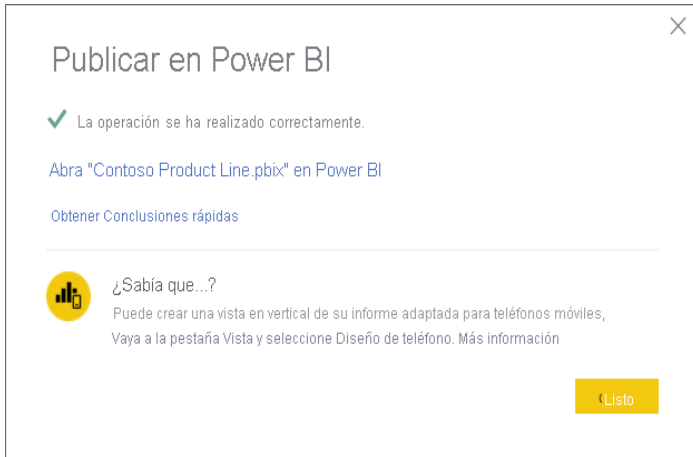 Publicar en Power BI
La operación se ha realizado correctamente.
Abra "Contoso Product Line.pbix" en Power BI
Obtener Conclusiones rápidas
¿Sabía que...?
Puede crear una vista en vertical de su informe adaptada para teléfonos móviles,
Vaya a la pestaña Vista y seleccione Diseño de teléfono. Más información
Listo